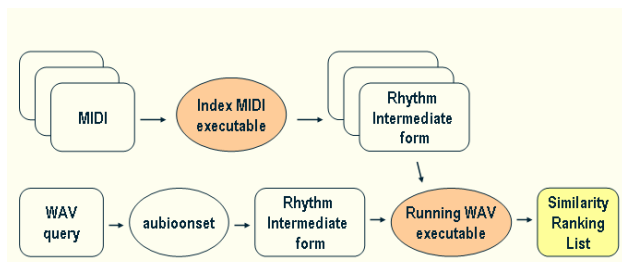 MIDI
Index MIDI
executable
Rhythm
Intermediate
form
WAV
query
aubioonset
Rhythm
Intermediate
form
Running WAV
executable
Similarity
Ranking
List